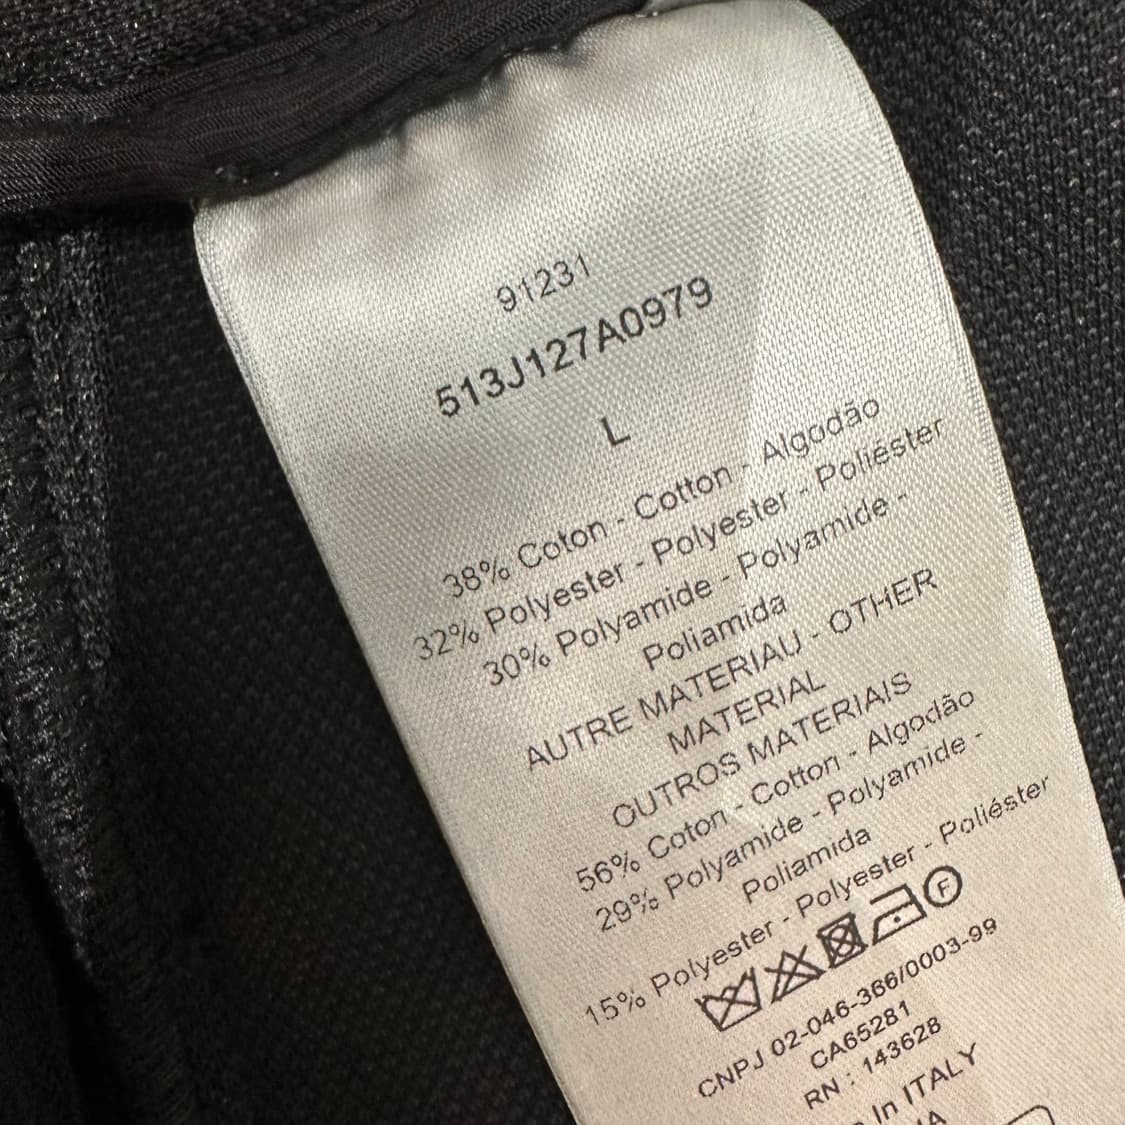 91231
513J127A0979
L
38% Coton - Cotton - Algodão
32% Polyester - Polyester - Poliéster
30% Polyamide - Polyamide -
Poliamida
AUTRE MATERIAU - OTHER
MATERIAL
OUTROS MATERIAIS
56% Coton - Cotton - Algodão
29% Polyamide - Polyamide -
Poliamida
15% Polyester - Polyester - Poliéster
F
CNPJ 02-046-366/0003-99
CA65281
RN : 143628
In ITALY